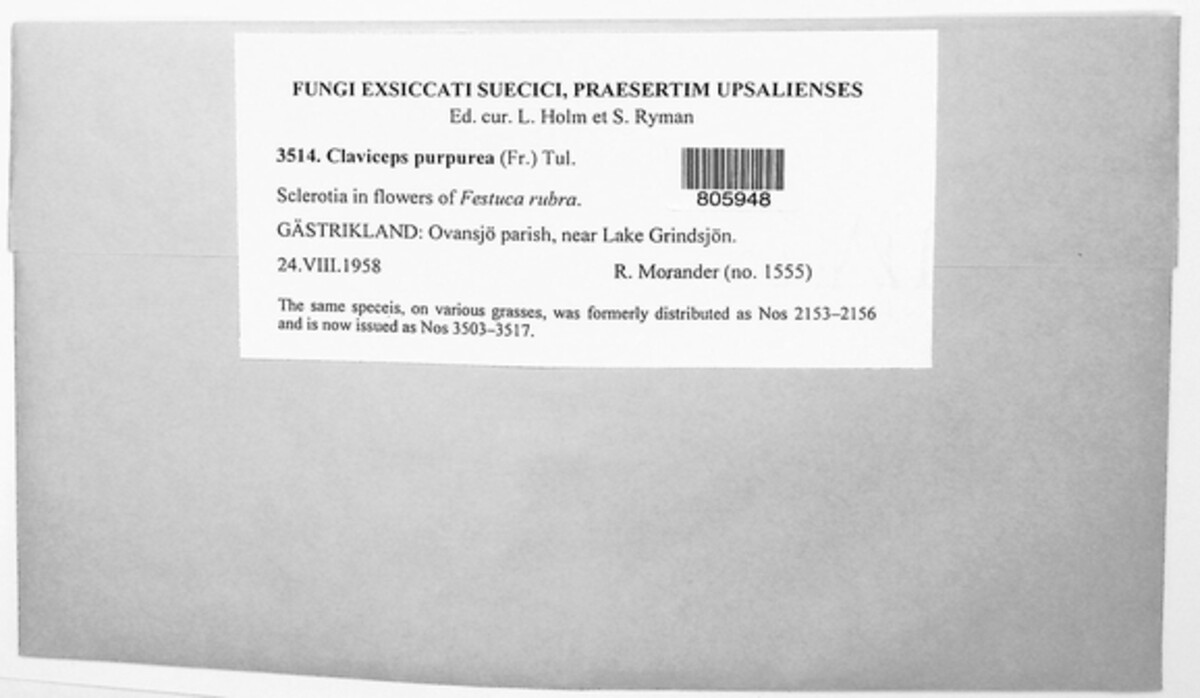 FUNGI EXSICCATI SUECICI, PRAESERTIM UPSALIENSES
Ed. cur. L. Holm et S. Ryman
3514. Claviceps purpurea (Fr.) Tul.
805948
Sclerotia in flowers of Festuca rubra.
GÄSTRIKLAND: Ovansjö parish, near Lake Grindsjön.
24.VIII.1958 R. Morander (no. 1555)
The same speceis, on various grasses, was formerly distributed as Nos 2153–2156
and is now issued as Nos 3503–3517.